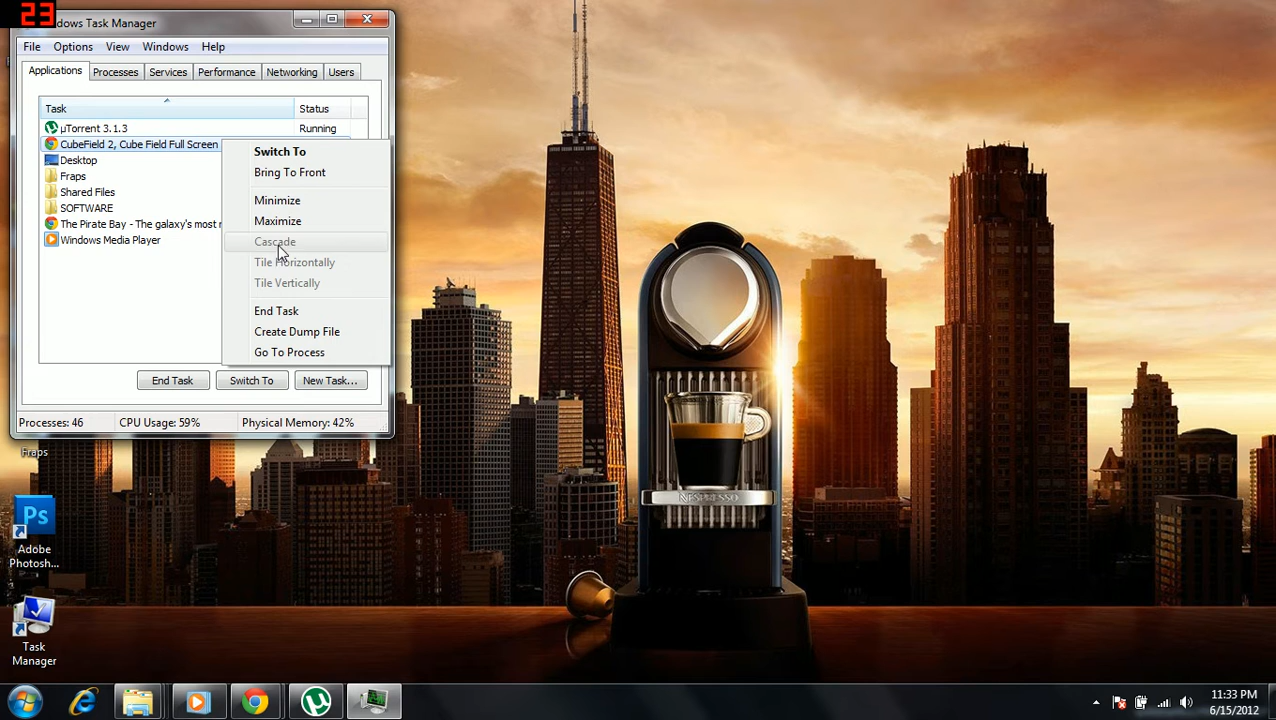 23
dows Task Manager
File Options View Windows Help
Applications Processes Services Performance Networking Users
Task Status
µTorrent 3.1.3 Running
CubeField 2, Cube Field Full Screen
Desktop
Fraps
Shared Files
SOFTWARE
The Pirate Bay - The galaxy's most r
Windows Media Player
Switch To
Bring To Front
Minimize
Maximize
Cascade
Tile Horizontally
Tile Vertically
End Task
Create Dump File
Go To Process
End Task Switch To New Task...
Processes: 46 CPU Usage: 59% Physical Memory: 42%
Fraps
Ps
Adobe
Photosh...
Task
Manager
NESPRESSO
11:33 PM
6/15/2012